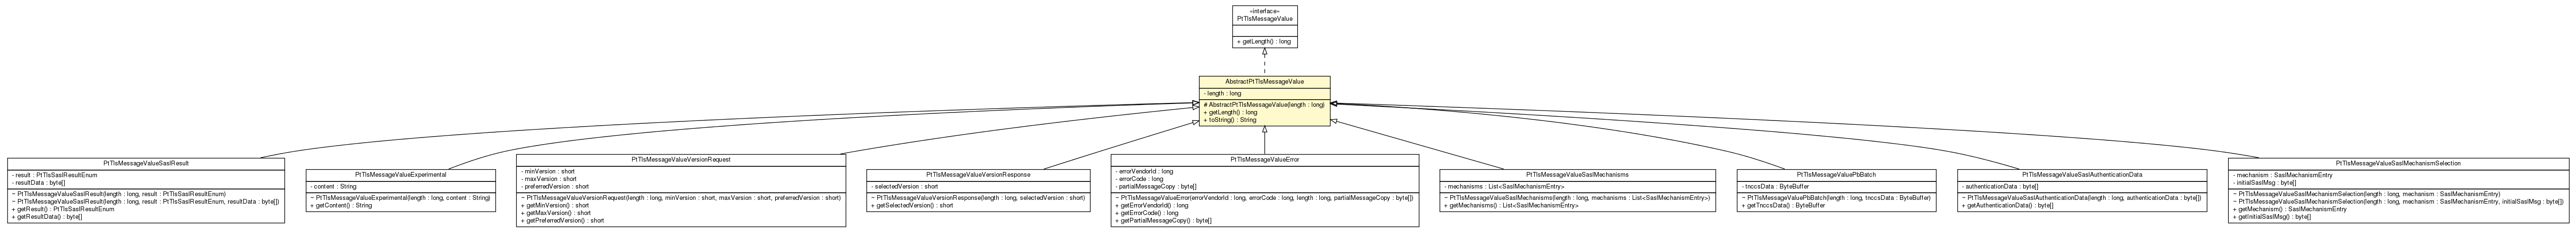 «interface»
PtTlsMessageValue
+ getLength() : long
AbstractPtTlsMessageValue
- length : long
# AbstractPtTlsMessageValue(length : long)
+ getLength() : long
+ toString() : String
PtTlsMessageValueSaslResult
- result : PtTlsSaslResultEnum
- resultData : byte[]
~ PtTlsMessageValueSaslResult(length : long, result : PtTlsSaslResultEnum)
~ PtTlsMessageValueSaslResult(length : long, result : PtTlsSaslResultEnum, resultData : byte[])
+ getResult() : PtTlsSaslResultEnum
+ getResultData() : byte[]
PtTlsMessageValueExperimental
- content : String
~ PtTlsMessageValueExperimental(length : long, content : String)
+ getContent() : String
PtTlsMessageValueVersionRequest
- minVersion : short
- maxVersion : short
- preferredVersion : short
~ PtTlsMessageValueVersionRequest(length : long, minVersion : short, maxVersion : short, preferredVersion : short)
+ getMinVersion() : short
+ getMaxVersion() : short
+ getPreferredVersion() : short
PtTlsMessageValueVersionResponse
- selectedVersion : short
~ PtTlsMessageValueVersionResponse(length : long, selectedVersion : short)
+ getSelectedVersion() : short
PtTlsMessageValueError
- errorVendorId : long
- errorCode : long
- partialMessageCopy : byte[]
~ PtTlsMessageValueError(errorVendorId : long, errorCode : long, length : long, partialMessageCopy : byte[])
+ getErrorVendorId() : long
+ getErrorCode() : long
+ getPartialMessageCopy() : byte[]
PtTlsMessageValueSaslMechanisms
- mechanisms : List<SaslMechanismEntry>
~ PtTlsMessageValueSaslMechanisms(length : long, mechanisms : List<SaslMechanismEntry>)
+ getMechanisms() : List<SaslMechanismEntry>
PtTlsMessageValuePbBatch
- tnccsData : ByteBuffer
~ PtTlsMessageValuePbBatch(length : long, tnccsData : ByteBuffer)
+ getTnccsData() : ByteBuffer
PtTlsMessageValueSaslAuthenticationData
- authenticationData : byte[]
~ PtTlsMessageValueSaslAuthenticationData(length : long, authenticationData : byte[])
+ getAuthenticationData() : byte[]
PtTlsMessageValueSaslMechanismSelection
- mechanism : SaslMechanismEntry
- initialSaslMsg : byte[]
~ PtTlsMessageValueSaslMechanismSelection(length : long, mechanism : SaslMechanismEntry)
~ PtTlsMessageValueSaslMechanismSelection(length : long, mechanism : SaslMechanismEntry, initialSaslMsg : byte[])
+ getMechanism() : SaslMechanismEntry
+ getInitialSaslMsg() : byte[]